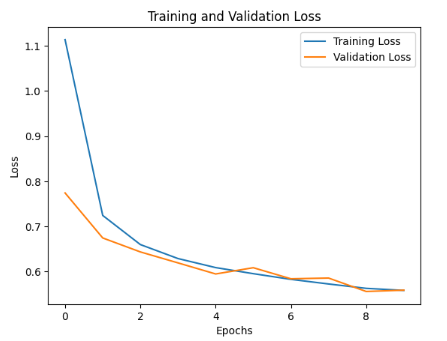 Training and Validation Loss
Training Loss
Validation Loss
1.1
1.0
0.9
0.8
0.7
0.6
Loss
0 2 4 6 8
Epochs